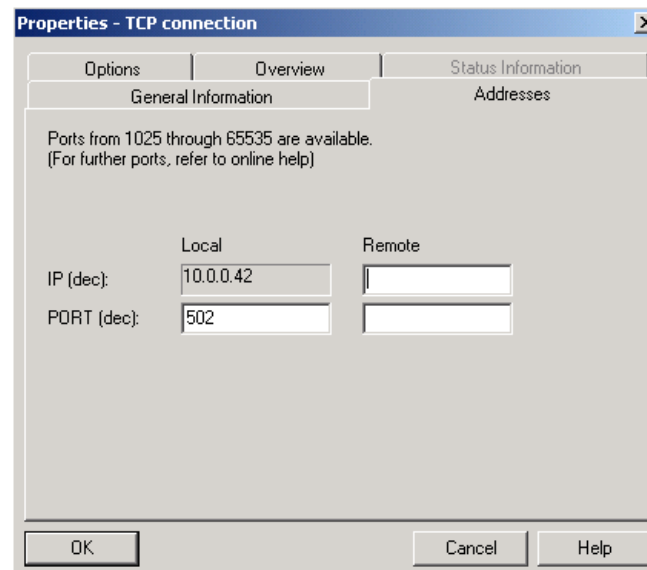 Properties - TCP connection
Options Overview Status Information
General Information Addresses
Ports from 1025 through 65535 are available.
(For further ports, refer to online help)
Local Remote
IP (dec): 10.0.0.42
PORT (dec): 502
OK Cancel Help